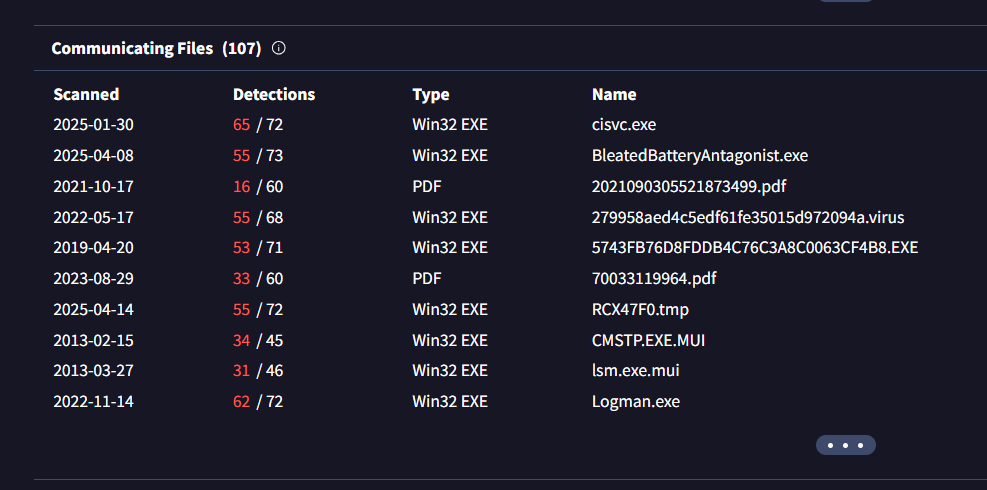 Communicating Files (107)
Scanned Detections Type Name
2025-01-30 65 / 72 Win32 EXE cisvc.exe
2025-04-08 55 / 73 Win32 EXE BleatedBatteryAntagonist.exe
2021-10-17 16 / 60 PDF 2021090305521873499.pdf
2022-05-17 55 / 68 Win32 EXE 279958aed4c5edf61fe35015d972094a.virus
2019-04-20 53 / 71 Win32 EXE 5743FB76D8FDDB4C76C3A8C0063CF4B8.EXE
2023-08-29 33 / 60 PDF 70033119964.pdf
2025-04-14 55 / 72 Win32 EXE RCX47F0.tmp
2013-02-15 34 / 45 Win32 EXE CMSTP.EXE.MUI
2013-03-27 31 / 46 Win32 EXE lsm.exe.mui
2022-11-14 62 / 72 Win32 EXE Logman.exe